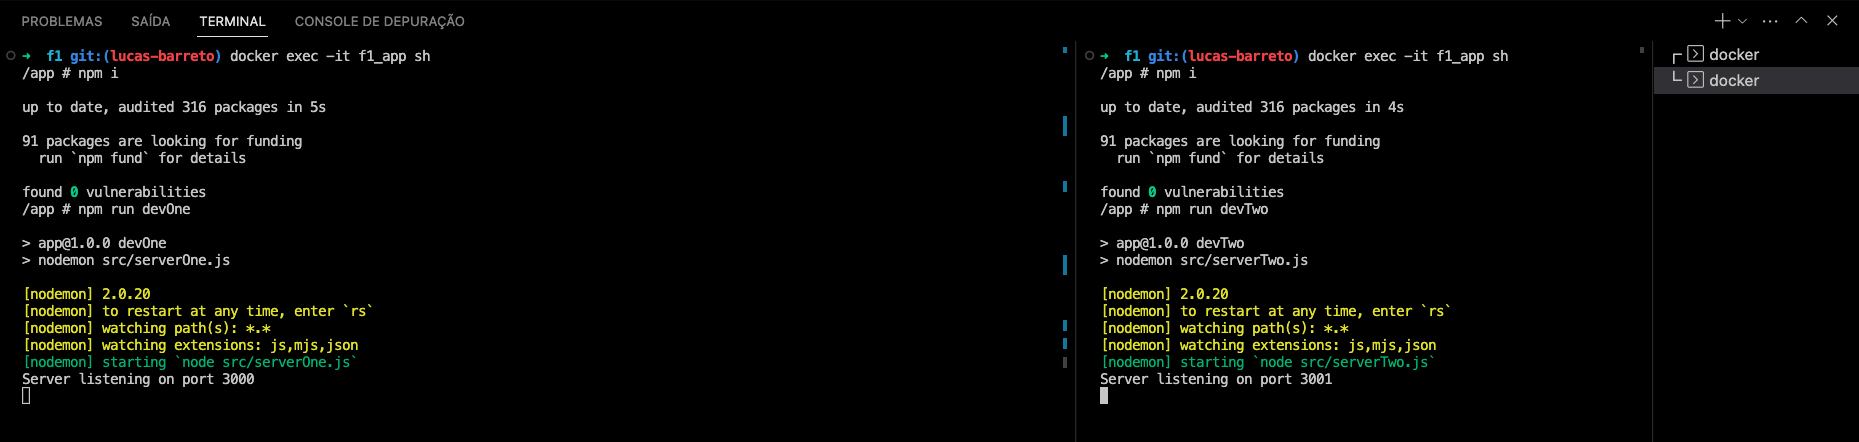 PROBLEMAS SAÍDA TERMINAL CONSOLE DE DEPURAÇÃO
➜ f1 git:(lucas-barreto) docker exec -it f1_app sh
/app # npm i
up to date, audited 316 packages in 5s
91 packages are looking for funding
run `npm fund` for details
found 0 vulnerabilities
/app # npm run devOne
> app@1.0.0 devOne
> nodemon src/serverOne.js
[nodemon] 2.0.20
[nodemon] to restart at any time, enter `rs`
[nodemon] watching path(s): *.*
[nodemon] watching extensions: js,mjs,json
[nodemon] starting `node src/serverOne.js`
Server listening on port 3000
➜ f1 git:(lucas-barreto) docker exec -it f1_app sh
/app # npm i
up to date, audited 316 packages in 4s
91 packages are looking for funding
run `npm fund` for details
found 0 vulnerabilities
/app # npm run devTwo
> app@1.0.0 devTwo
> nodemon src/serverTwo.js
[nodemon] 2.0.20
[nodemon] to restart at any time, enter `rs`
[nodemon] watching path(s): *.*
[nodemon] watching extensions: js,mjs,json
[nodemon] starting `node src/serverTwo.js`
Server listening on port 3001
docker
docker